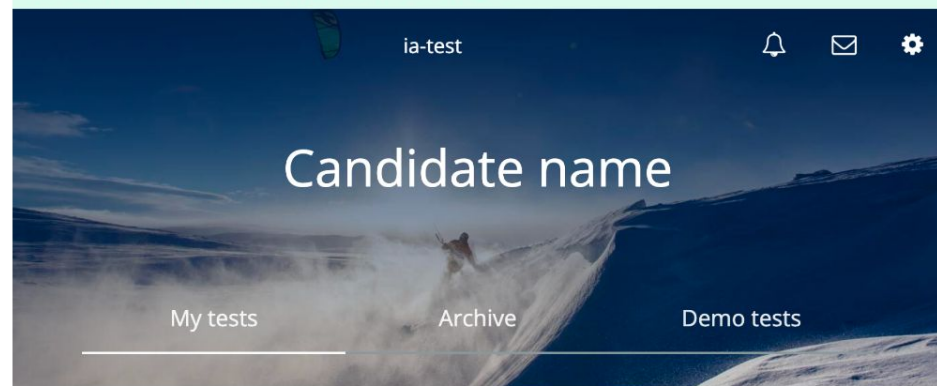 ia-test
Candidate name
My tests
Archive
Demo tests